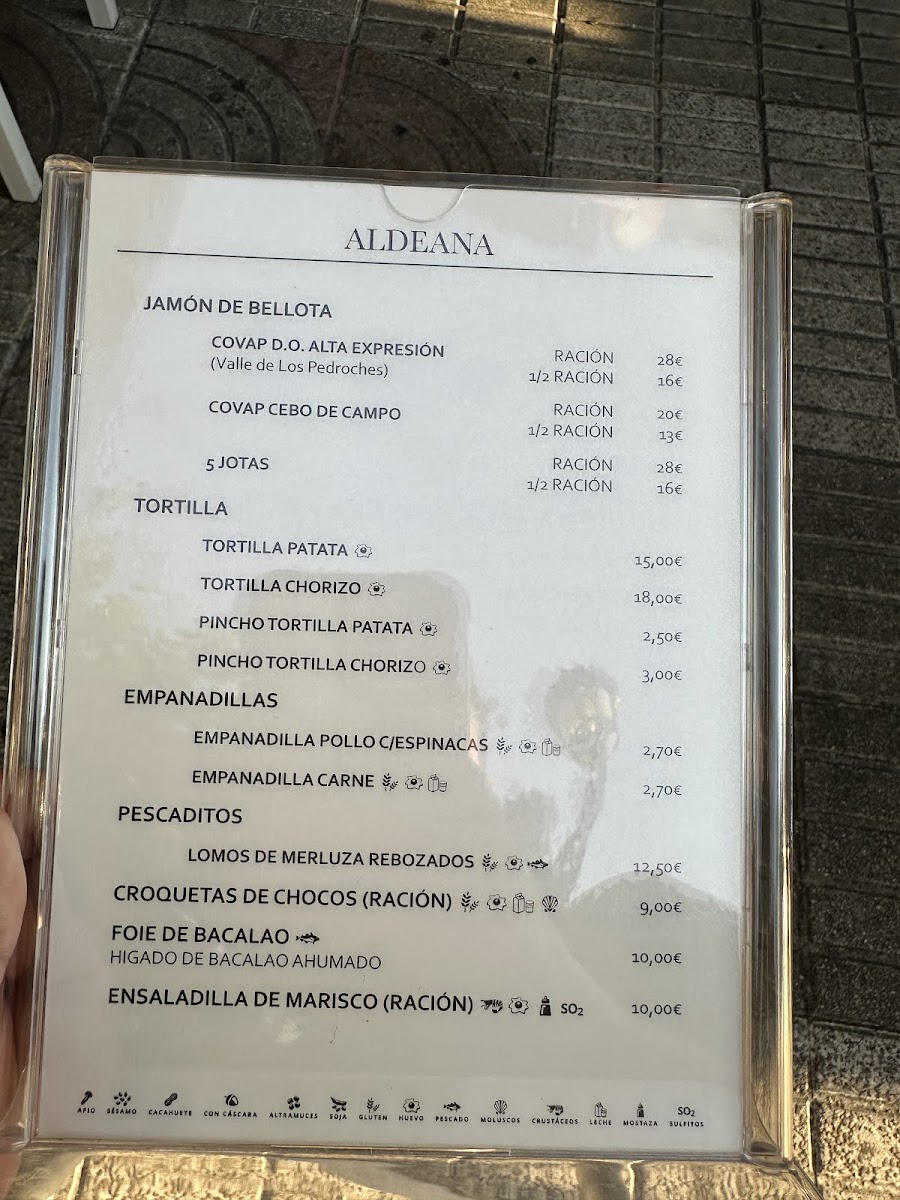 ALDEANA
JAMÓN DE BELLOTA
COVAP D.O. ALTA EXPRESIÓN RACIÓN 28€
(Valle de Los Pedroches) 1/2 RACIÓN 16€
COVAP CEBO DE CAMPO RACIÓN 20€
1/2 RACIÓN 13€
5 JOTAS RACIÓN 28€
1/2 RACIÓN 16€
TORTILLA
TORTILLA PATATA 15,00€
TORTILLA CHORIZO 18,00€
PINCHO TORTILLA PATATA 2,50€
PINCHO TORTILLA CHORIZO 3,00€
EMPANADILLAS
EMPANADILLA POLLO C/ESPINACAS 2,70€
EMPANADILLA CARNE 2,70€
PESCADITOS
LOMOS DE MERLUZA REBOZADOS 12,50€
CROQUETAS DE CHOCOS (RACIÓN) 9,00€
FOIE DE BACALAO 10,00€
HIGADO DE BACALAO AHUMADO
ENSALADILLA DE MARISCO (RACIÓN) SO2 10,00€
SO2
APIO SÉSAMO CACAHUETE CON CÁSCARA ALTRAMUCES SOJA GLUTEN HUEVO PESCADO MOLUSCOS CRUSTÁCEOS LECHE MOSTAZA SULFITOS